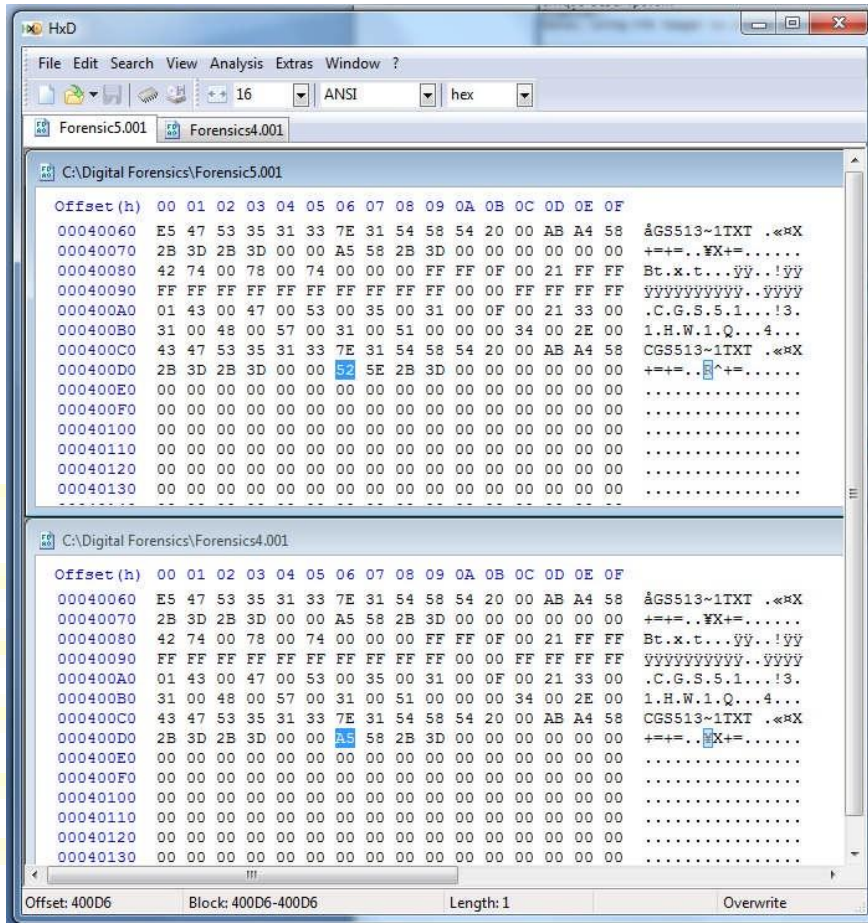 HxD
File Edit Search View Analysis Extras Window ?
16 ANSI hex
Forensic5.001 Forensics4.001
C:\Digital Forensics\Forensic5.001
Offset(h) 00 01 02 03 04 05 06 07 08 09 0A 0B 0C 0D 0E 0F
00040060 E5 47 53 35 31 33 7E 31 54 58 54 20 00 AB A4 58 åGS513~1TXT .«¤X
00040070 2B 3D 2B 3D 00 00 A5 58 2B 3D 00 00 00 00 00 00 +=+=..¥X+=......
00040080 42 74 00 78 00 74 00 00 00 FF FF 0F 00 21 FF FF Bt.x.t...ÿÿ..!ÿÿ
00040090 FF FF FF FF FF FF FF FF FF FF 00 00 FF FF FF FF ÿÿÿÿÿÿÿÿÿÿ..ÿÿÿÿ
000400A0 01 43 00 47 00 53 00 35 00 31 00 0F 00 21 33 00 .C.G.S.5.1...!3.
000400B0 31 00 48 00 57 00 31 00 51 00 00 00 34 00 2E 00 1.H.W.1.Q...4...
000400C0 43 47 53 35 31 33 7E 31 54 58 54 20 00 AB A4 58 CGS513~1TXT .«¤X
000400D0 2B 3D 2B 3D 00 00 52 5E 2B 3D 00 00 00 00 00 00 +=+=..R^+=......
000400E0 00 00 00 00 00 00 00 00 00 00 00 00 00 00 00 00 ................
000400F0 00 00 00 00 00 00 00 00 00 00 00 00 00 00 00 00 ................
00040100 00 00 00 00 00 00 00 00 00 00 00 00 00 00 00 00 ................
00040110 00 00 00 00 00 00 00 00 00 00 00 00 00 00 00 00 ................
00040120 00 00 00 00 00 00 00 00 00 00 00 00 00 00 00 00 ................
00040130 00 00 00 00 00 00 00 00 00 00 00 00 00 00 00 00 ................
C:\Digital Forensics\Forensics4.001
Offset(h) 00 01 02 03 04 05 06 07 08 09 0A 0B 0C 0D 0E 0F
00040060 E5 47 53 35 31 33 7E 31 54 58 54 20 00 AB A4 58 åGS513~1TXT .«¤X
00040070 2B 3D 2B 3D 00 00 A5 58 2B 3D 00 00 00 00 00 00 +=+=..¥X+=......
00040080 42 74 00 78 00 74 00 00 00 FF FF 0F 00 21 FF FF Bt.x.t...ÿÿ..!ÿÿ
00040090 FF FF FF FF FF FF FF FF FF FF 00 00 FF FF FF FF ÿÿÿÿÿÿÿÿÿÿ..ÿÿÿÿ
000400A0 01 43 00 47 00 53 00 35 00 31 00 0F 00 21 33 00 .C.G.S.5.1...!3.
000400B0 31 00 48 00 57 00 31 00 51 00 00 00 34 00 2E 00 1.H.W.1.Q...4...
000400C0 43 47 53 35 31 33 7E 31 54 58 54 20 00 AB A4 58 CGS513~1TXT .«¤X
000400D0 2B 3D 2B 3D 00 00 A5 58 2B 3D 00 00 00 00 00 00 +=+=..¥X+=......
000400E0 00 00 00 00 00 00 00 00 00 00 00 00 00 00 00 00 ................
000400F0 00 00 00 00 00 00 00 00 00 00 00 00 00 00 00 00 ................
00040100 00 00 00 00 00 00 00 00 00 00 00 00 00 00 00 00 ................
00040110 00 00 00 00 00 00 00 00 00 00 00 00 00 00 00 00 ................
00040120 00 00 00 00 00 00 00 00 00 00 00 00 00 00 00 00 ................
00040130 00 00 00 00 00 00 00 00 00 00 00 00 00 00 00 00 ................
Offset: 400D6 Block: 400D6-400D6 Length: 1 Overwrite